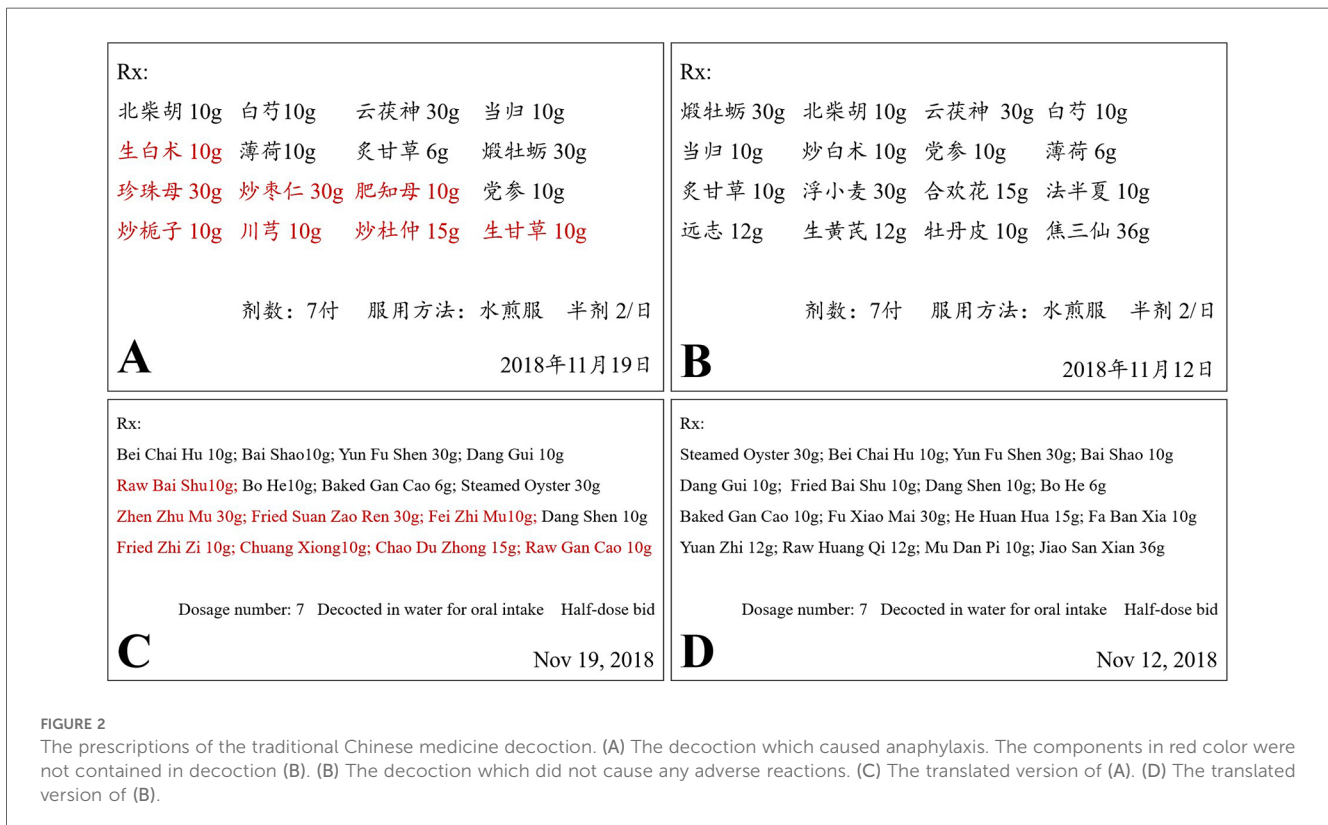 Rx:
北柴胡 10g 白芍10g 云茯神 30g 当归 10g
生白术 10g 薄荷10g 炙甘草 6g 煅牡蛎 30g
珍珠母 30g 炒枣仁 30g 肥知母 10g 党参 10g
炒栀子 10g 川芎 10g 炒杜仲 15g 生甘草 10g
剂数：7付 服用方法：水煎服 半剂 2/日
A
2018年11月19日
Rx:
煅牡蛎 30g 北柴胡 10g 云茯神 30g 白芍 10g
当归 10g 炒白术 10g 党参 10g 薄荷 6g
炙甘草 10g 浮小麦 30g 合欢花 15g 法半夏 10g
远志 12g 生黄芪 12g 牡丹皮 10g 焦三仙 36g
剂数：7付 服用方法：水煎服 半剂 2/日
B
2018年11月12日
Rx:
Bei Chai Hu 10g; Bai Shao10g; Yun Fu Shen 30g; Dang Gui 10g
Raw Bai Shu10g; Bo He10g; Baked Gan Cao 6g; Steamed Oyster 30g
Zhen Zhu Mu 30g; Fried Suan Zao Ren 30g; Fei Zhi Mu10g; Dang Shen 10g
Fried Zhi Zi 10g; Chuang Xiong10g; Chao Du Zhong 15g; Raw Gan Cao 10g
Dosage number: 7 Decocted in water for oral intake Half-dose bid
C
Nov 19, 2018
Rx:
Steamed Oyster 30g; Bei Chai Hu 10g; Yun Fu Shen 30g; Bai Shao 10g
Dang Gui 10g; Fried Bai Shu 10g; Dang Shen 10g; Bo He 6g
Baked Gan Cao 10g; Fu Xiao Mai 30g; He Huan Hua 15g; Fa Ban Xia 10g
Yuan Zhi 12g; Raw Huang Qi 12g; Mu Dan Pi 10g; Jiao San Xian 36g
Dosage number: 7 Decocted in water for oral intake Half-dose bid
D
Nov 12, 2018
FIGURE 2
The prescriptions of the traditional Chinese medicine decoction. (A) The decoction which caused anaphylaxis. The components in red color were
not contained in decoction (B). (B) The decoction which did not cause any adverse reactions. (C) The translated version of (A). (D) The translated
version of (B).